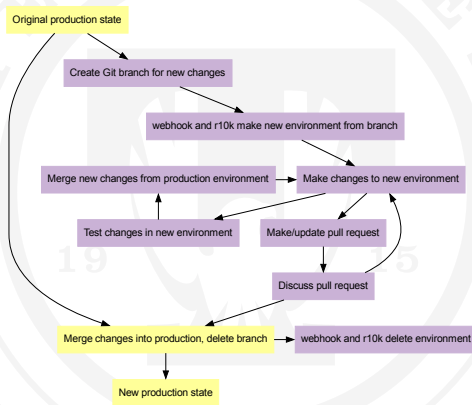 Original production state
Create Git branch for new changes
webhook and r10k make new environment from branch
Merge new changes from production environment
Make changes to new environment
Test changes in new environment
Make/update pull request
19
15
Discuss pull request
Merge changes into production, delete branch
webhook and r10k delete environment
New production state